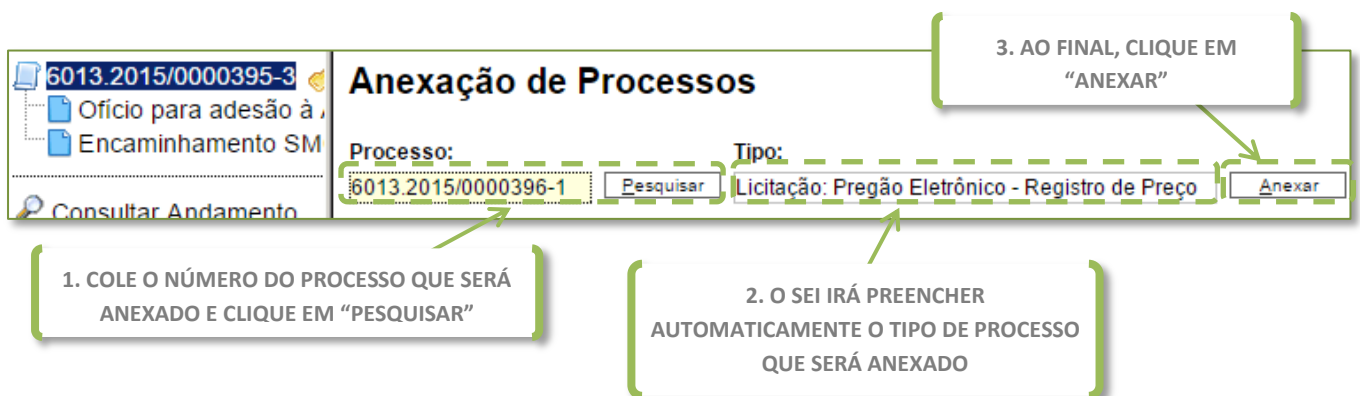 3. AO FINAL, CLIQUE EM
“ANEXAR”
6013.2015/0000395-3
Ofício para adesão à
Encaminhamento SM
Consultar Andamento
Anexação de Processos
Processo:
Tipo:
6013.2015/0000396-1
Pesquisar
Licitação: Pregão Eletrônico - Registro de Preço
Anexar
1. COLE O NÚMERO DO PROCESSO QUE SERÁ
ANEXADO E CLIQUE EM “PESQUISAR”
2. O SEI IRÁ PREENCHER
AUTOMATICAMENTE O TIPO DE PROCESSO
QUE SERÁ ANEXADO